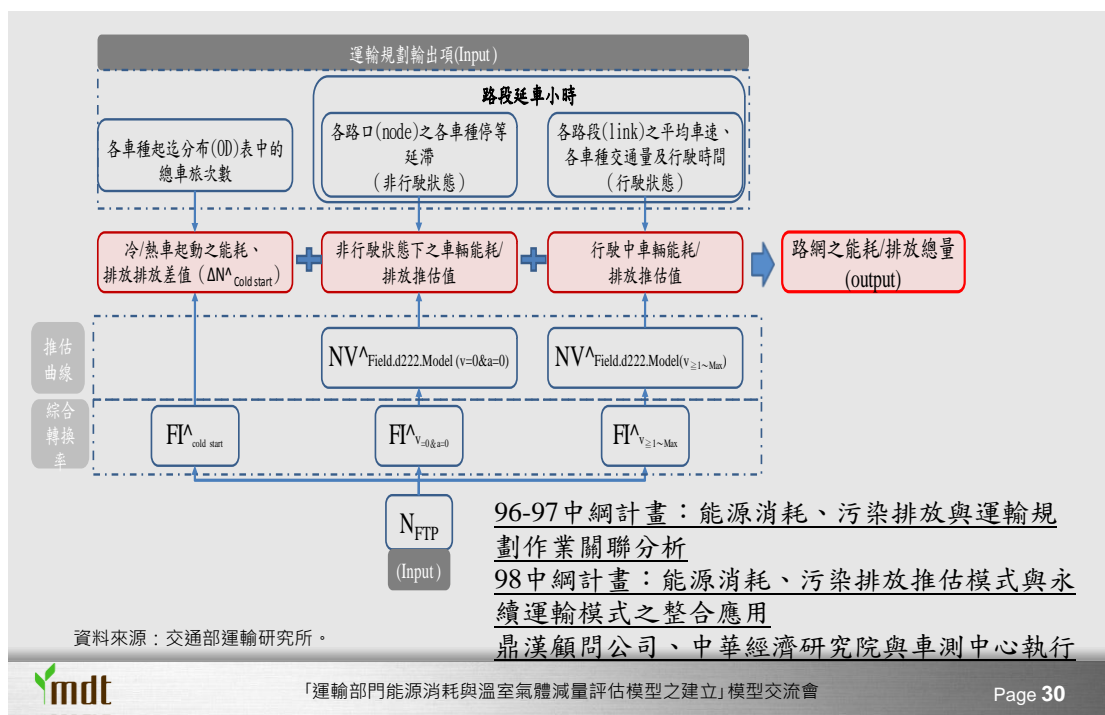 運輸規劃輸出項(Input)
路段延車小時
各車種起迄分布(OD)表中的
總車旅次數
各路口(node)之各車種停等
延滯
(非行駛狀態)
各路段(link)之平均車速、
各車種交通量及行駛時間
(行駛狀態)
冷/熱車起動之能耗、
排放排放差值(ΔN^Cold start)
非行駛狀態下之車輛能耗/
排放推估值
行駛中車輛能耗/
排放推估值
路網之能耗/排放總量
(output)
推估
曲線
NV^Field.d222.Model (v=0&a=0)
NV^Field.d222.Model(v≧1~Max)
綜合
轉換
率
FI^cold start
FI^v=0&a=0
FI^v≧1~Max
NFTP
(Input)
96-97中綱計畫：能源消耗、污染排放與運輸規
劃作業關聯分析
98中綱計畫：能源消耗、污染排放推估模式與永
續運輸模式之整合應用
鼎漢顧問公司、中華經濟研究院與車測中心執行
資料來源：交通部運輸研究所。
mdt
「運輸部門能源消耗與溫室氣體減量評估模型之建立」模型交流會
Page 30